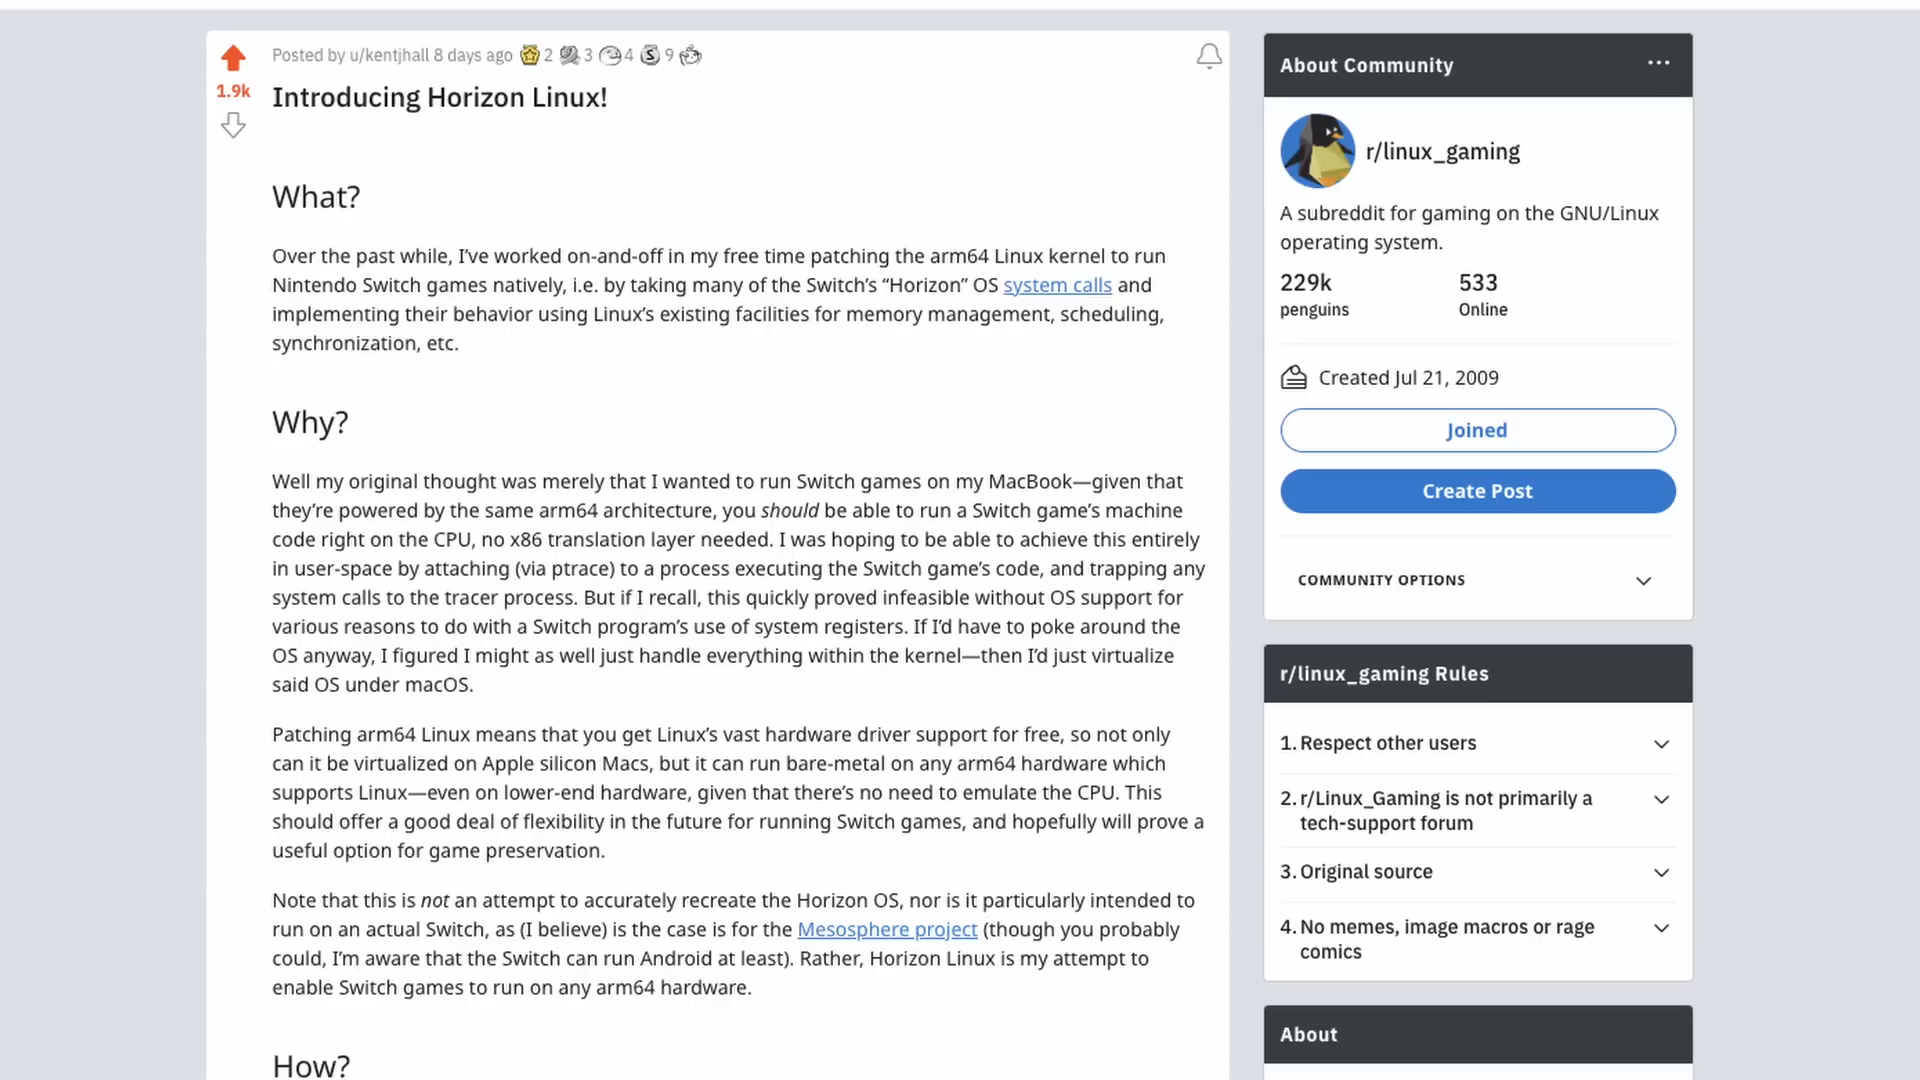 Posted by u/kentjhall 8 days ago 2 3 4 9
1.9k
Introducing Horizon Linux!
What?
Over the past while, I’ve worked on-and-off in my free time patching the arm64 Linux kernel to run
Nintendo Switch games natively, i.e. by taking many of the Switch’s “Horizon” OS system calls and
implementing their behavior using Linux’s existing facilities for memory management, scheduling,
synchronization, etc.
Why?
Well my original thought was merely that I wanted to run Switch games on my MacBook—given that
they’re powered by the same arm64 architecture, you should be able to run a Switch game’s machine
code right on the CPU, no x86 translation layer needed. I was hoping to be able to achieve this entirely
in user-space by attaching (via ptrace) to a process executing the Switch game’s code, and trapping any
system calls to the tracer process. But if I recall, this quickly proved infeasible without OS support for
various reasons to do with a Switch program’s use of system registers. If I’d have to poke around the
OS anyway, I figured I might as well just handle everything within the kernel—then I’d just virtualize
said OS under macOS.
Patching arm64 Linux means that you get Linux’s vast hardware driver support for free, so not only
can it be virtualized on Apple silicon Macs, but it can run bare-metal on any arm64 hardware which
supports Linux—even on lower-end hardware, given that there’s no need to emulate the CPU. This
should offer a good deal of flexibility in the future for running Switch games, and hopefully will prove a
useful option for game preservation.
Note that this is not an attempt to accurately recreate the Horizon OS, nor is it particularly intended to
run on an actual Switch, as (I believe) is the case is for the Mesosphere project (though you probably
could, I’m aware that the Switch can run Android at least). Rather, Horizon Linux is my attempt to
enable Switch games to run on any arm64 hardware.
How?
About Community
r/linux_gaming
A subreddit for gaming on the GNU/Linux
operating system.
229k 533
penguins Online
Created Jul 21, 2009
Joined
Create Post
COMMUNITY OPTIONS
r/linux_gaming Rules
1. Respect other users
2. r/Linux_Gaming is not primarily a
tech-support forum
3. Original source
4. No memes, image macros or rage
comics
About